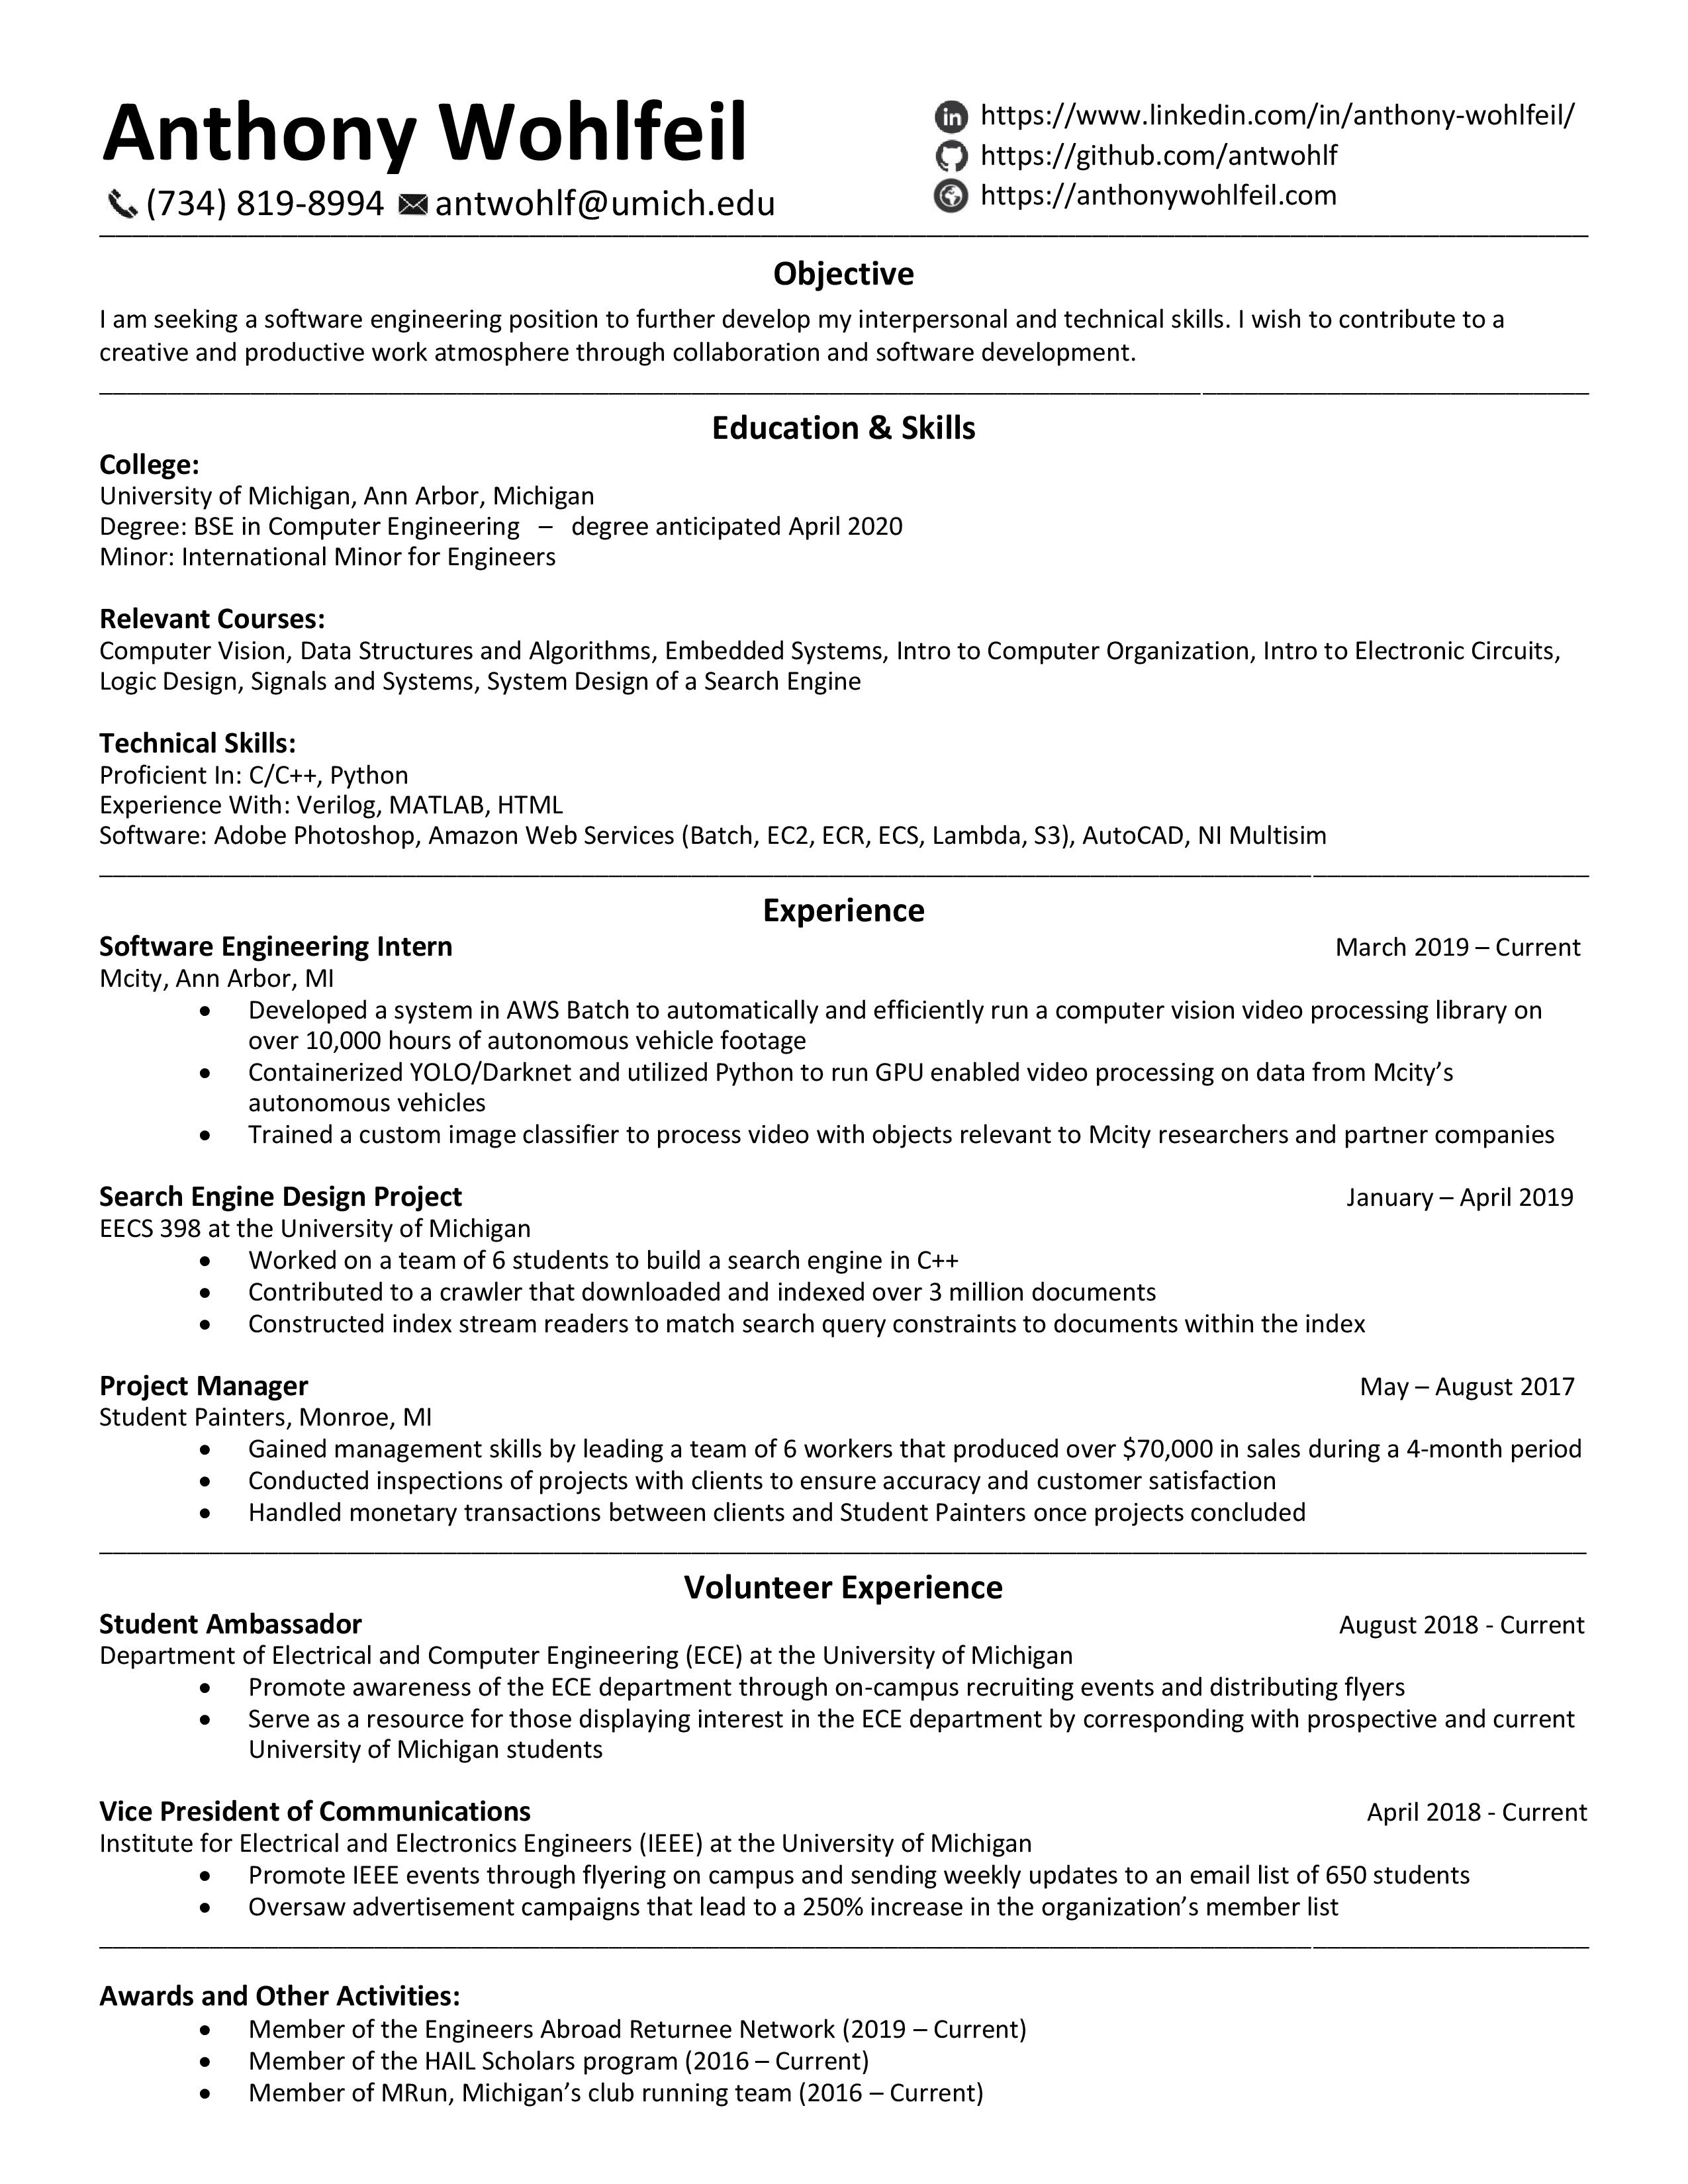 Anthony Wohlfeil
(734) 819-8994 antwohlf@umich.edu
https://www.linkedin.com/in/anthony-wohlfeil/
https://github.com/antwohlf
https://anthonywohlfeil.com
Objective
I am seeking a software engineering position to further develop my interpersonal and technical skills. I wish to contribute to a
creative and productive work atmosphere through collaboration and software development.
Education & Skills
College:
University of Michigan, Ann Arbor, Michigan
Degree: BSE in Computer Engineering – degree anticipated April 2020
Minor: International Minor for Engineers
Relevant Courses:
Computer Vision, Data Structures and Algorithms, Embedded Systems, Intro to Computer Organization, Intro to Electronic Circuits,
Logic Design, Signals and Systems, System Design of a Search Engine
Technical Skills:
Proficient In: C/C++, Python
Experience With: Verilog, MATLAB, HTML
Software: Adobe Photoshop, Amazon Web Services (Batch, EC2, ECR, ECS, Lambda, S3), AutoCAD, NI Multisim
Experience
Software Engineering Intern March 2019 – Current
Mcity, Ann Arbor, MI
• Developed a system in AWS Batch to automatically and efficiently run a computer vision video processing library on
over 10,000 hours of autonomous vehicle footage
• Containerized YOLO/Darknet and utilized Python to run GPU enabled video processing on data from Mcity’s
autonomous vehicles
• Trained a custom image classifier to process video with objects relevant to Mcity researchers and partner companies
Search Engine Design Project January – April 2019
EECS 398 at the University of Michigan
• Worked on a team of 6 students to build a search engine in C++
• Contributed to a crawler that downloaded and indexed over 3 million documents
• Constructed index stream readers to match search query constraints to documents within the index
Project Manager May – August 2017
Student Painters, Monroe, MI
• Gained management skills by leading a team of 6 workers that produced over $70,000 in sales during a 4-month period
• Conducted inspections of projects with clients to ensure accuracy and customer satisfaction
• Handled monetary transactions between clients and Student Painters once projects concluded
Volunteer Experience
Student Ambassador August 2018 - Current
Department of Electrical and Computer Engineering (ECE) at the University of Michigan
• Promote awareness of the ECE department through on-campus recruiting events and distributing flyers
• Serve as a resource for those displaying interest in the ECE department by corresponding with prospective and current
University of Michigan students
Vice President of Communications April 2018 - Current
Institute for Electrical and Electronics Engineers (IEEE) at the University of Michigan
• Promote IEEE events through flyering on campus and sending weekly updates to an email list of 650 students
• Oversaw advertisement campaigns that lead to a 250% increase in the organization’s member list
Awards and Other Activities:
• Member of the Engineers Abroad Returnee Network (2019 – Current)
• Member of the HAIL Scholars program (2016 – Current)
• Member of MRun, Michigan’s club running team (2016 – Current)